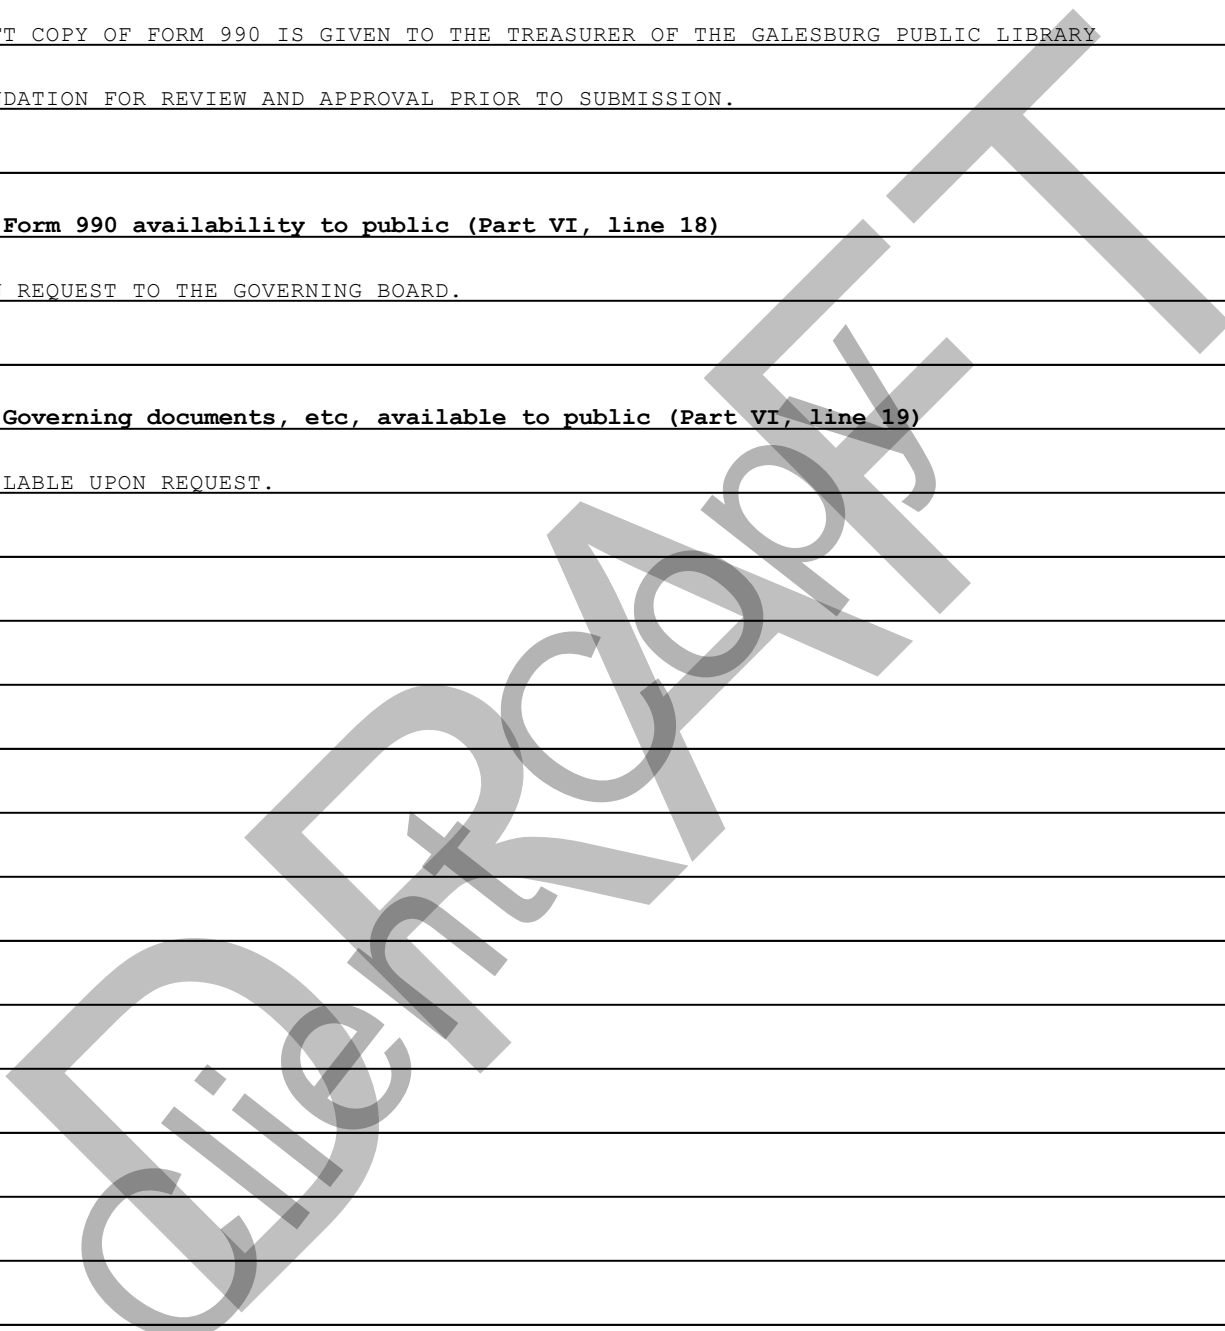 COPY OF FORM 990 IS GIVEN TO THE TREASURER OF THE GALESBURG PUBLIC LIBRARY
FOR REVIEW AND APPROVAL PRIOR TO SUBMISSION.
Form 990 availability to public (Part VI, line 18)
REQUEST TO THE GOVERNING BOARD.
Governing documents, etc, available to public (Part VI, line 19)
UPON REQUEST.
DRAFT
Client Copy